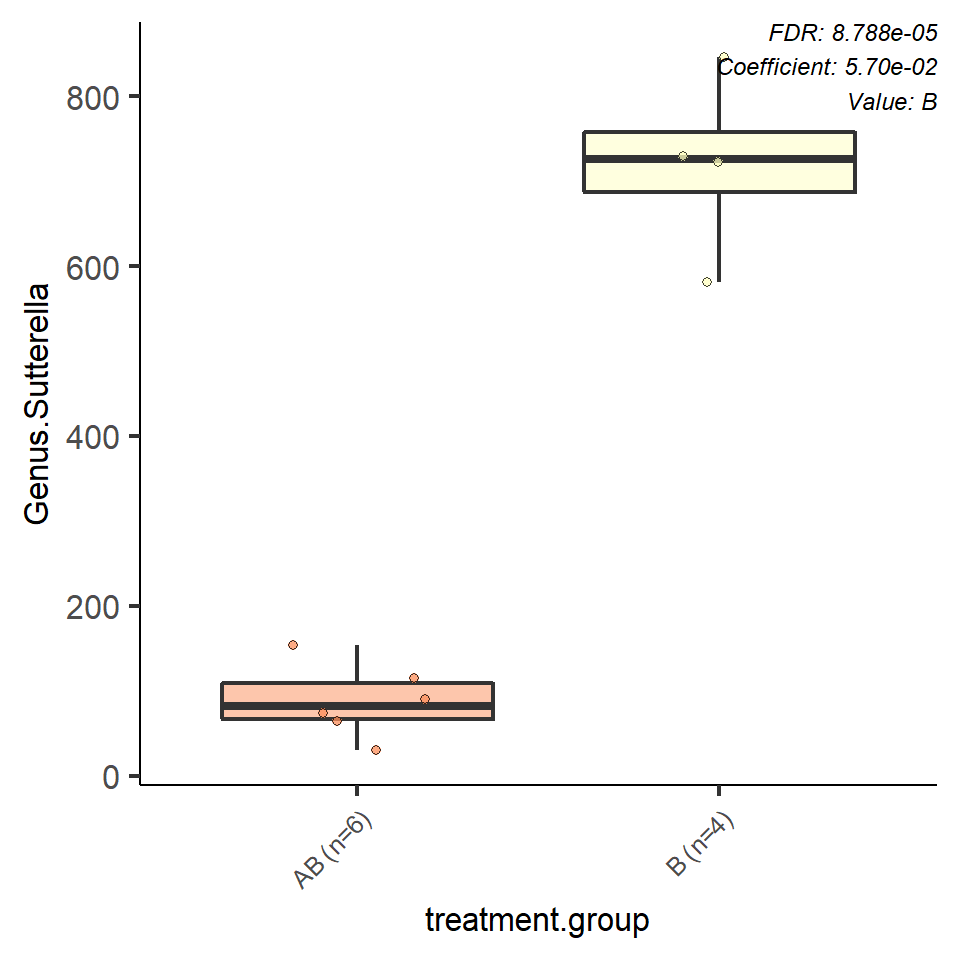 FDR: 8.788e-05
Coefficient: 5.70e-02
Value: B
800
600
400
200
0
Genus.Sutterella
AB (n=6)
B (n=4)
treatment.group